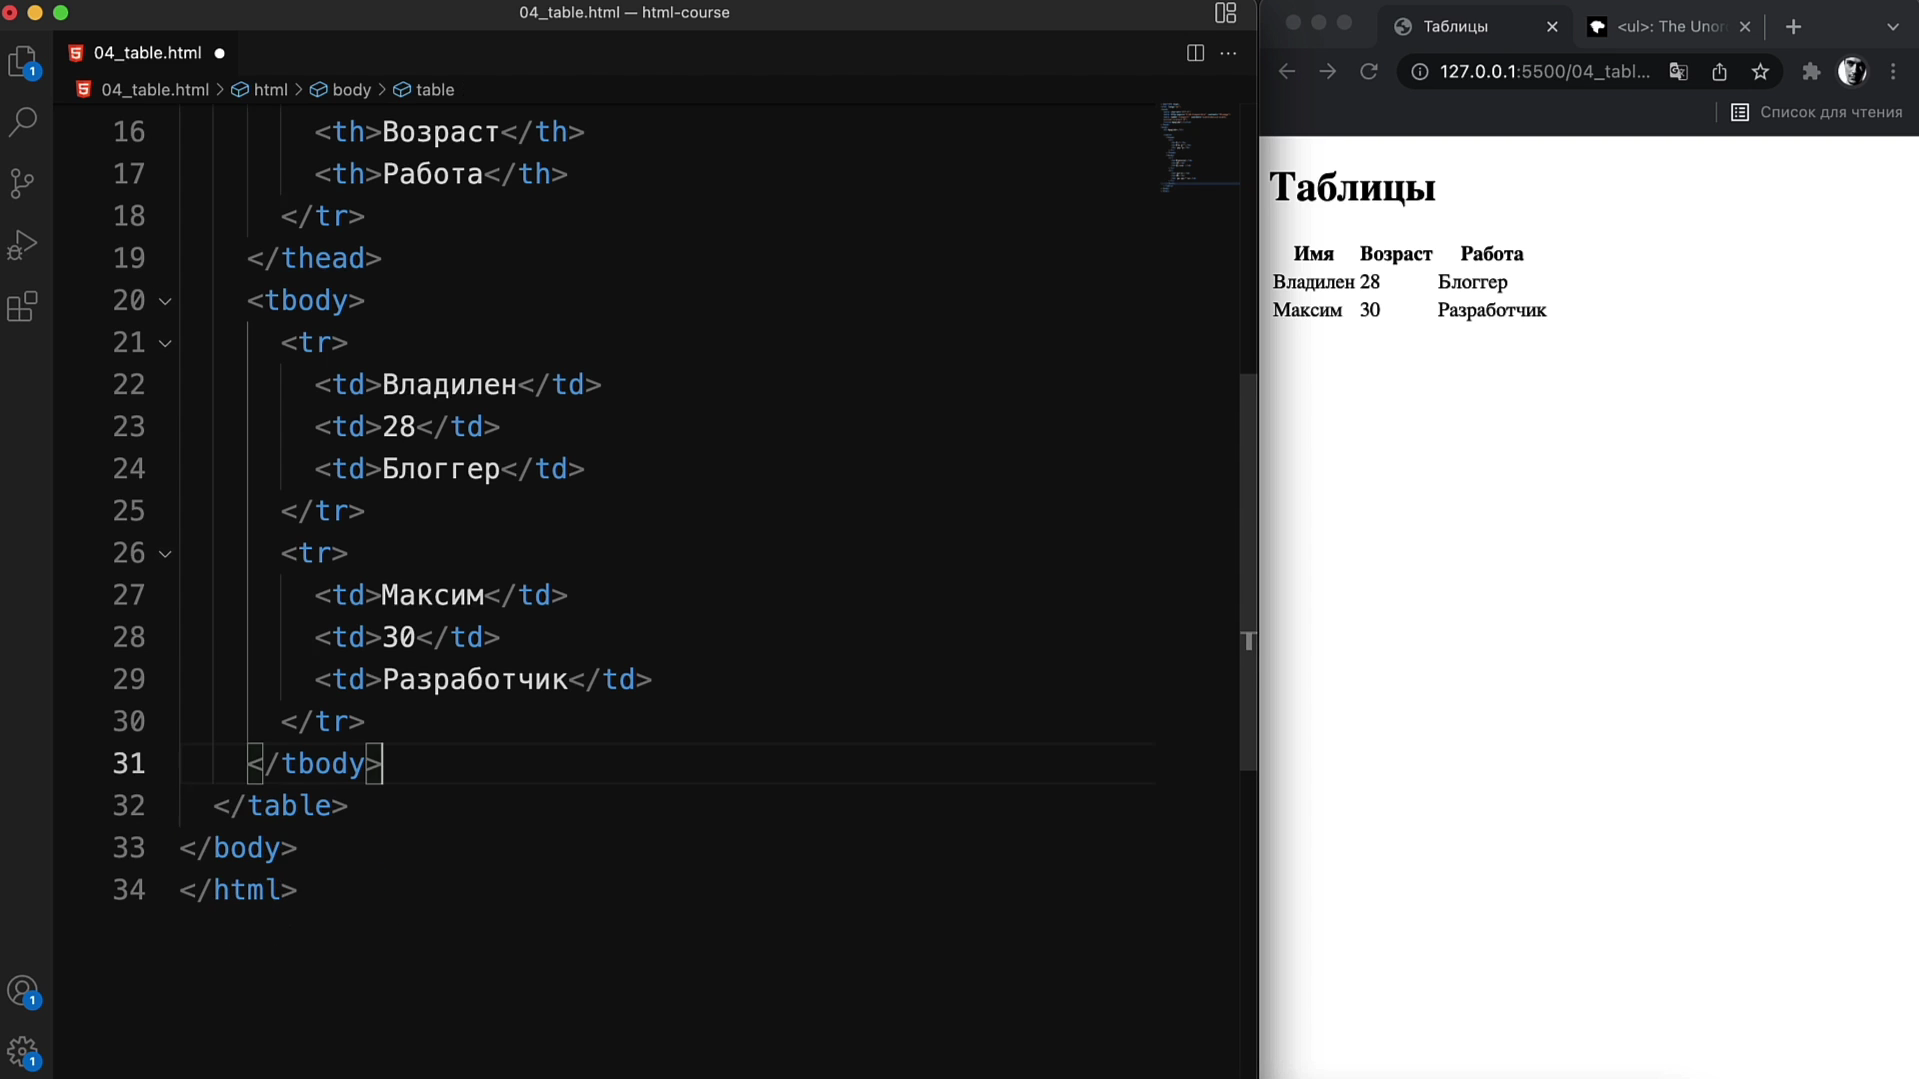 04_table.html — html-course
04_table.html
04_table.html > html > body > table
16 <th>Возраст</th>
17 <th>Работа</th>
18 </tr>
19 </thead>
20 <tbody>
21 <tr>
22 <td>Владилен</td>
23 <td>28</td>
24 <td>Блоггер</td>
25 </tr>
26 <tr>
27 <td>Максим</td>
28 <td>30</td>
29 <td>Разработчик</td>
30 </tr>
31 </tbody>
32 </table>
33 </body>
34 </html>
1
1
1
Таблицы
<ul>: The Unor
127.0.0.1:5500/04_tabl...
Список для чтения
Таблицы
Имя Возраст Работа
Владилен 28 Блоггер
Максим 30 Разработчик